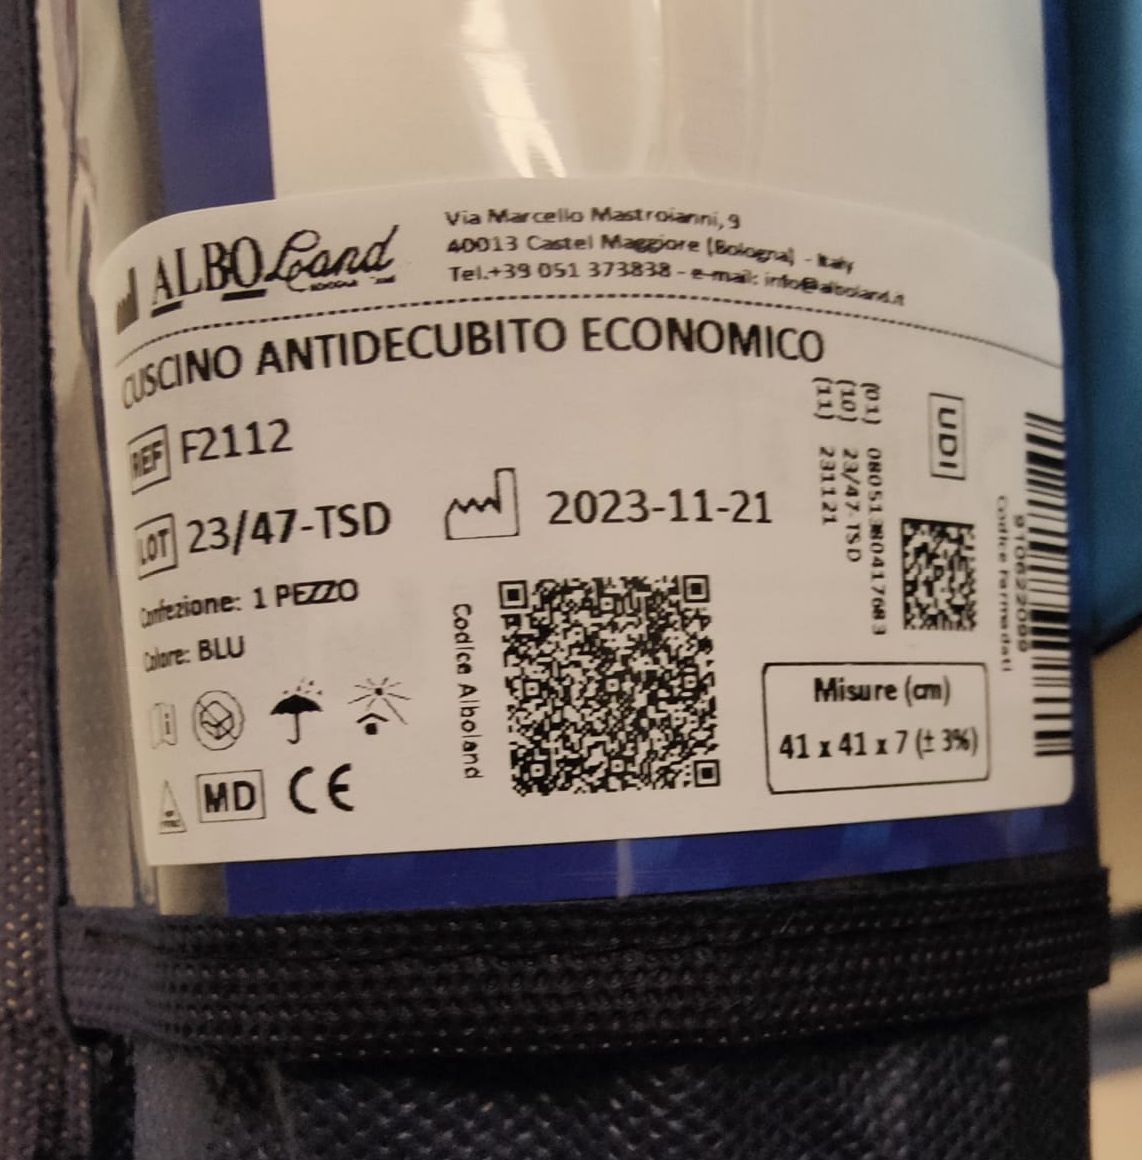 ALBOLand
Via Marcello Mastroianni, 9
40013 Castel Maggiore (Bologna) - Italy
Tel.+39 051 373838 - e-mail: info@alboland.it
CUSCINO ANTIDECUBITO ECONOMICO
REF F2112
LOT 23/47-TSD
2023-11-21
Confezione: 1 PEZZO
Colore: BLU
MD CE
Codice Alboland
(01)
(10) 23/47-TSD
(11) 231121
UDI
Codice Farmadati
Misure (cm)
41 x 41 x 7 (± 3%)